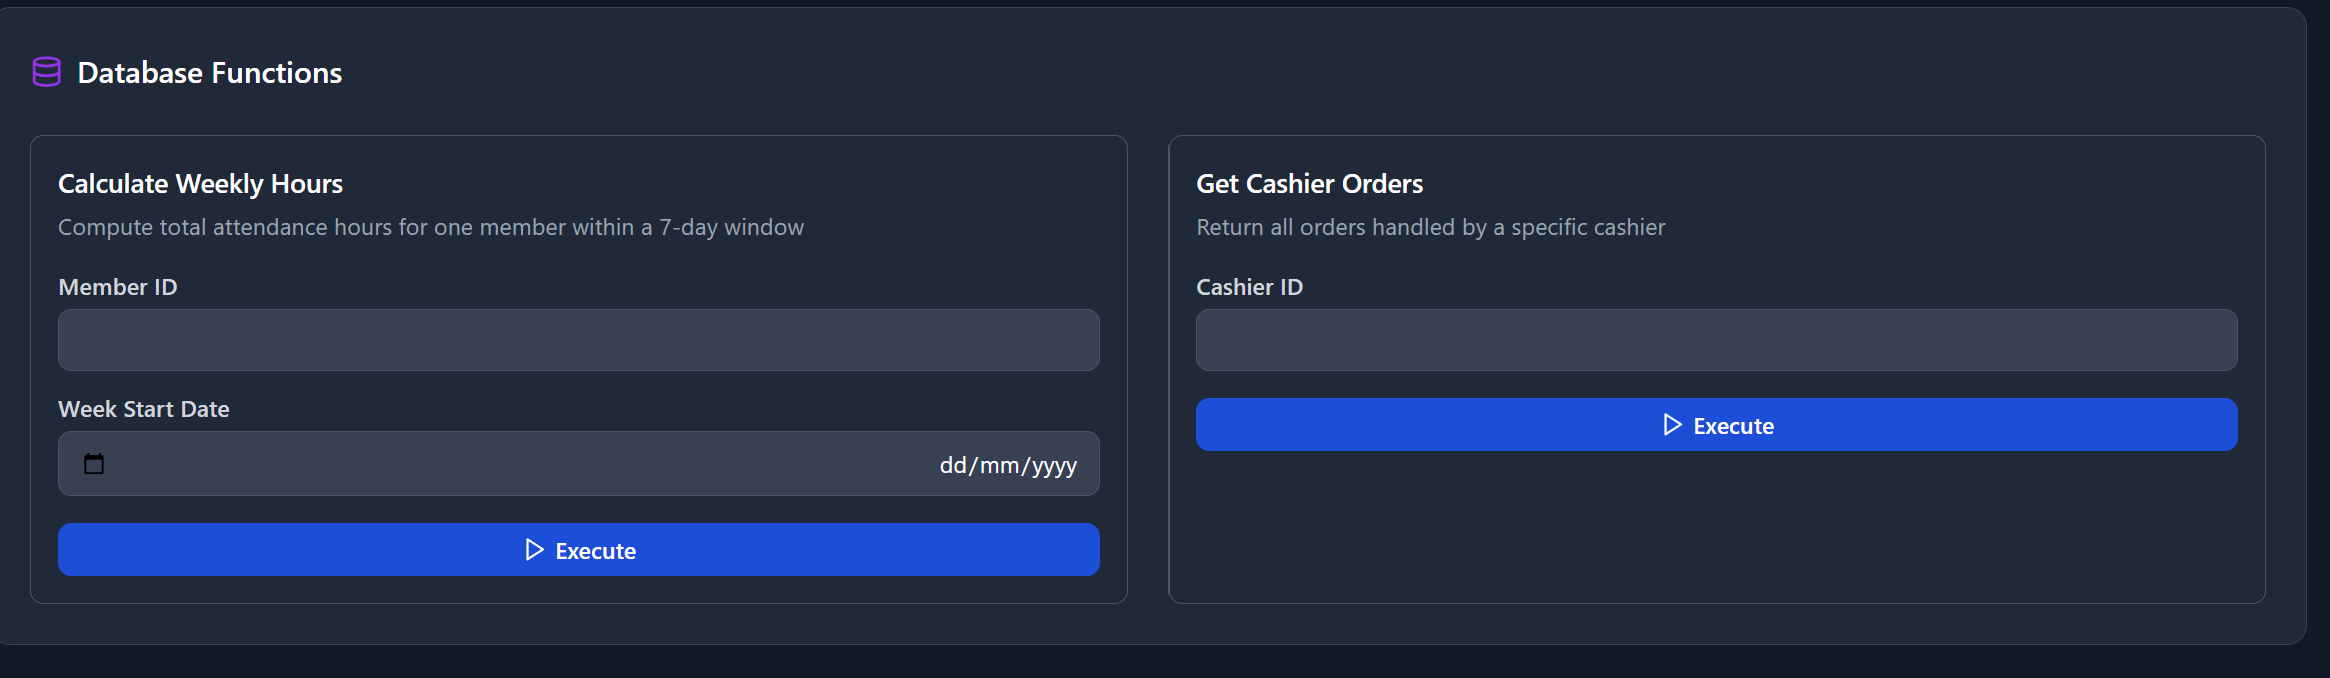 Database Functions
Calculate Weekly Hours
Compute total attendance hours for one member within a 7-day window
Member ID
Week Start Date
dd/mm/yyyy
Execute
Get Cashier Orders
Return all orders handled by a specific cashier
Cashier ID
Execute